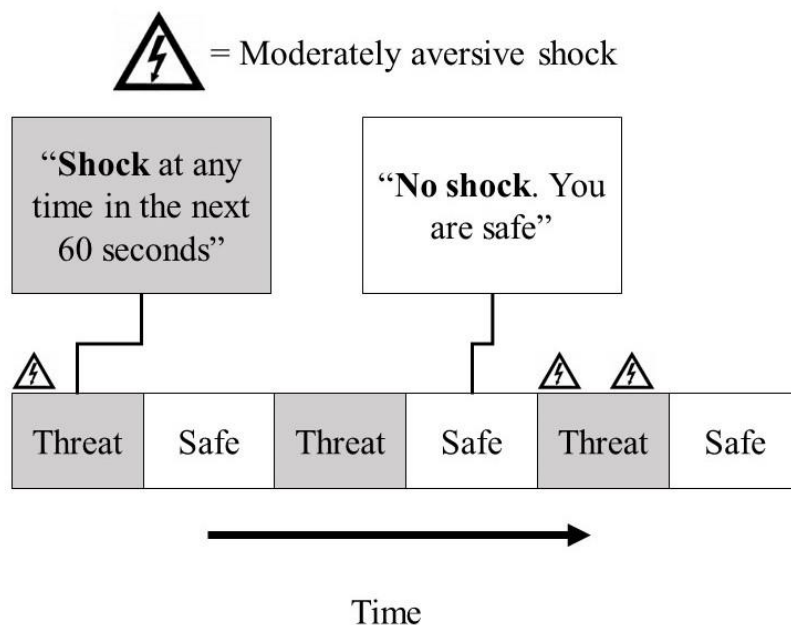 = Moderately aversive shock
“Shock at any
time in the next
60 seconds”
“No shock. You
are safe”
Threat Safe Threat Safe Threat Safe
Time